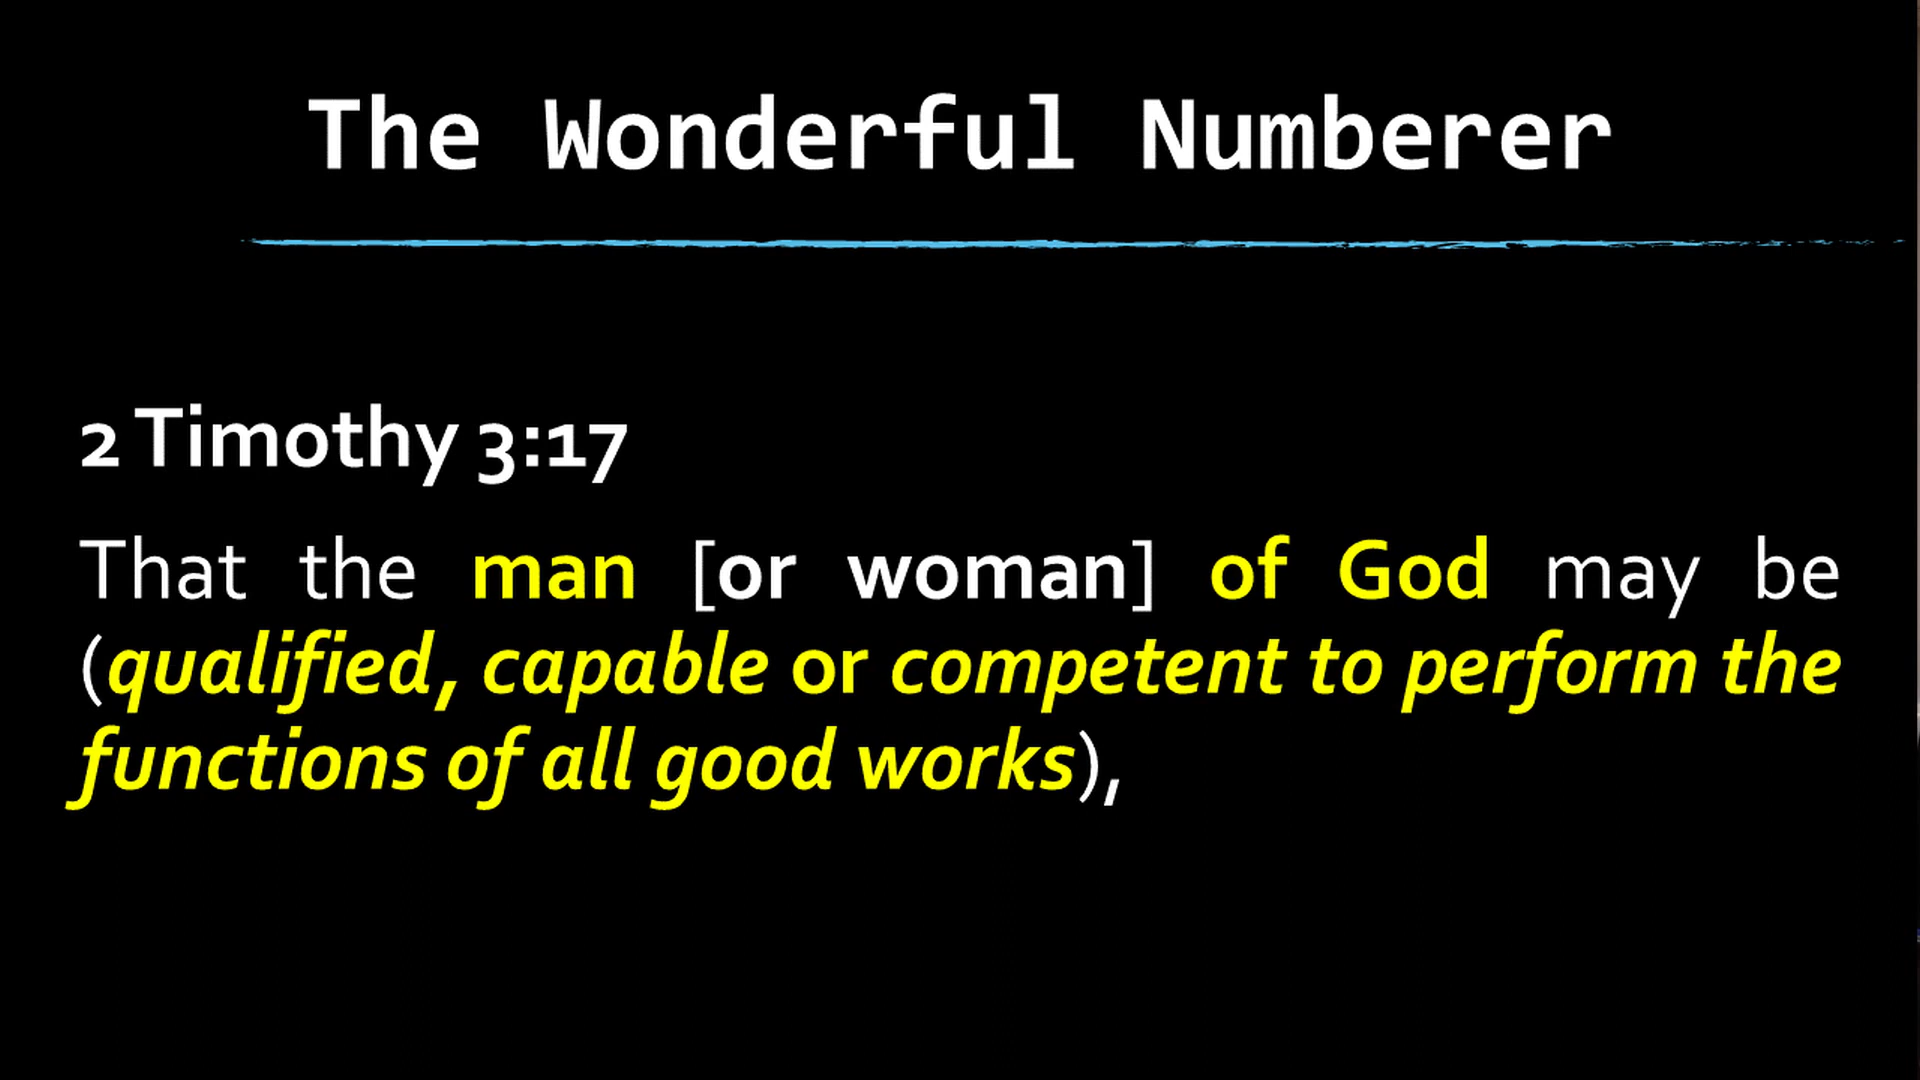 The Wonderful Numberer
2 Timothy 3:17
That the man [or woman] of God may be
(qualified, capable or competent to perform the
functions of all good works),